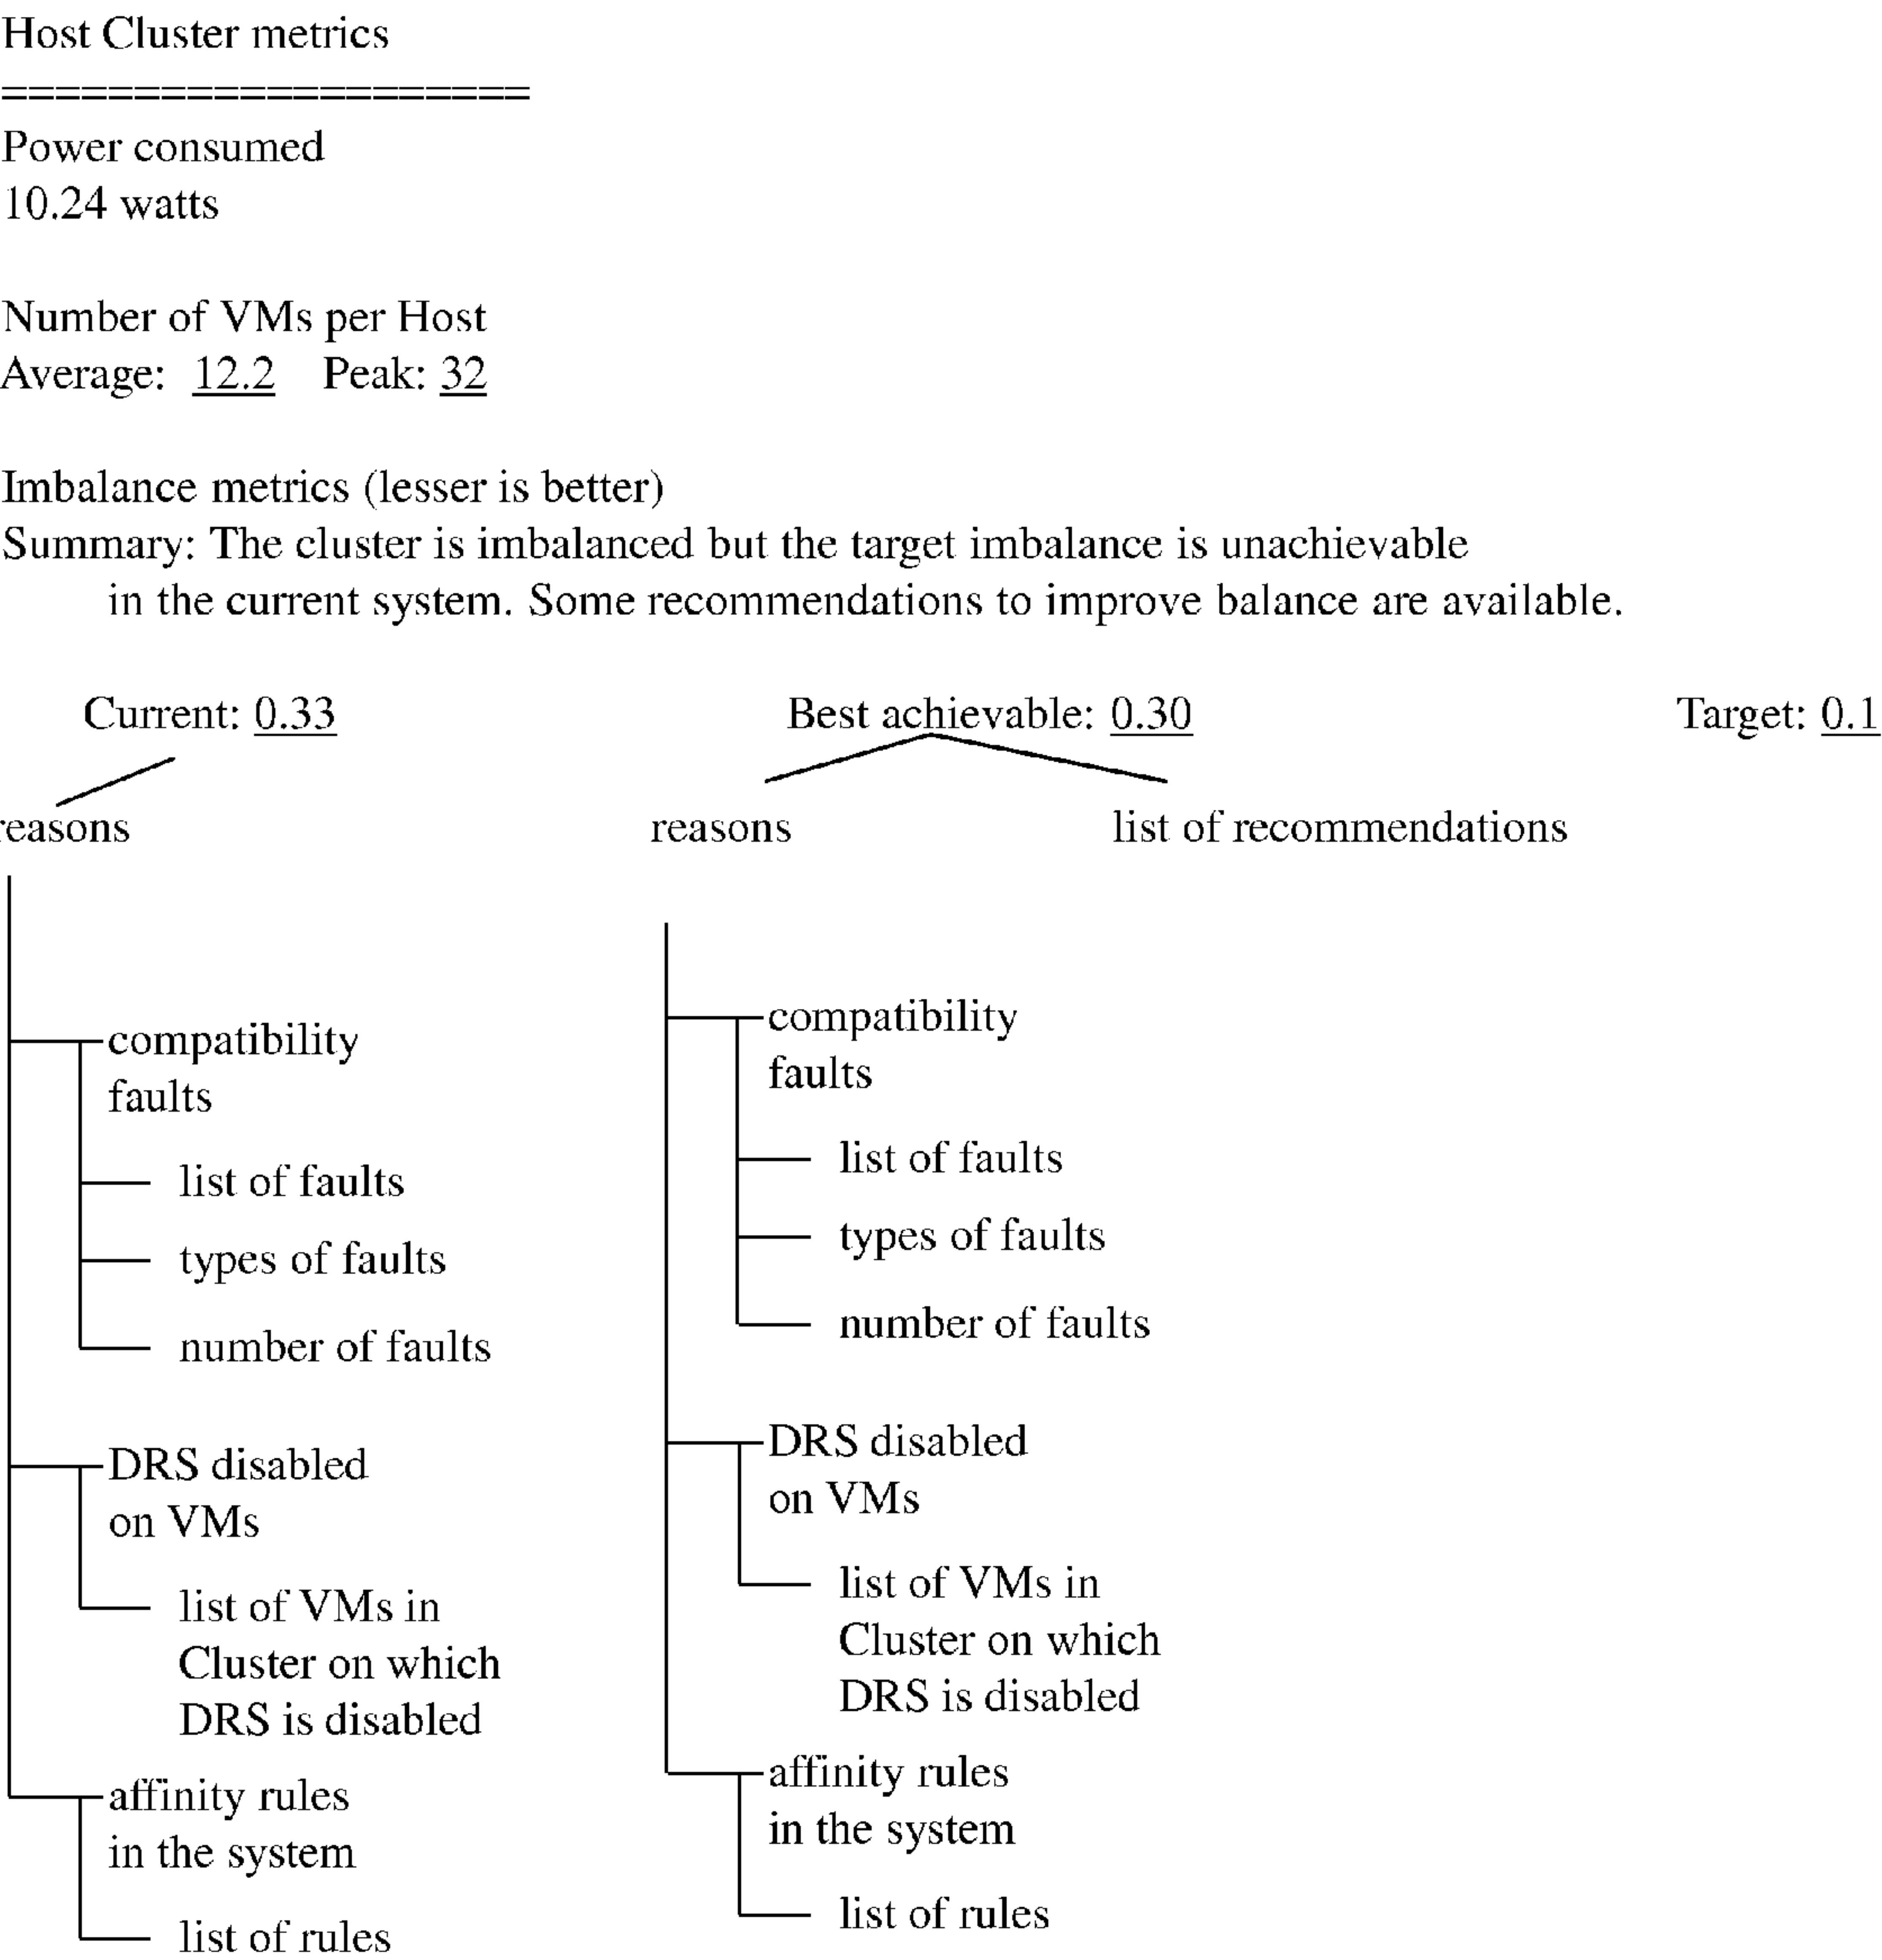 Host Cluster metrics
====================
Power consumed
10.24 watts
Number of VMs per Host
Average: 12.2 Peak: 32
Imbalance metrics (lesser is better)
Summary: The cluster is imbalanced but the target imbalance is unachievable
in the current system. Some recommendations to improve balance are available.
Current: 0.33
Best achievable: 0.30
Target: 0.1
reasons
reasons
list of recommendations
compatibility
faults
list of faults
types of faults
number of faults
DRS disabled
on VMs
list of VMs in
Cluster on which
DRS is disabled
affinity rules
in the system
list of rules
compatibility
faults
list of faults
types of faults
number of faults
DRS disabled
on VMs
list of VMs in
Cluster on which
DRS is disabled
affinity rules
in the system
list of rules